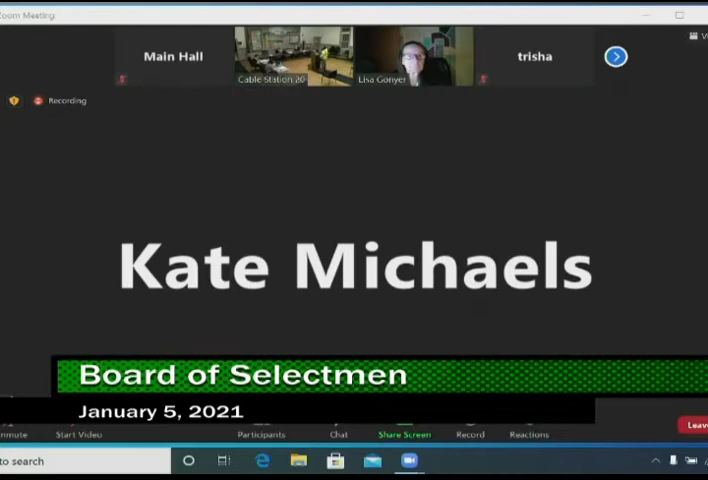 Zoom Meeting
Main Hall
Cable Station 20
Lisa Gonyer
trisha
Recording
Kate Michaels
Board of Selectmen
January 5, 2021
Start Video
Participants
Chat
Share Screen
Record
Reactions
to search